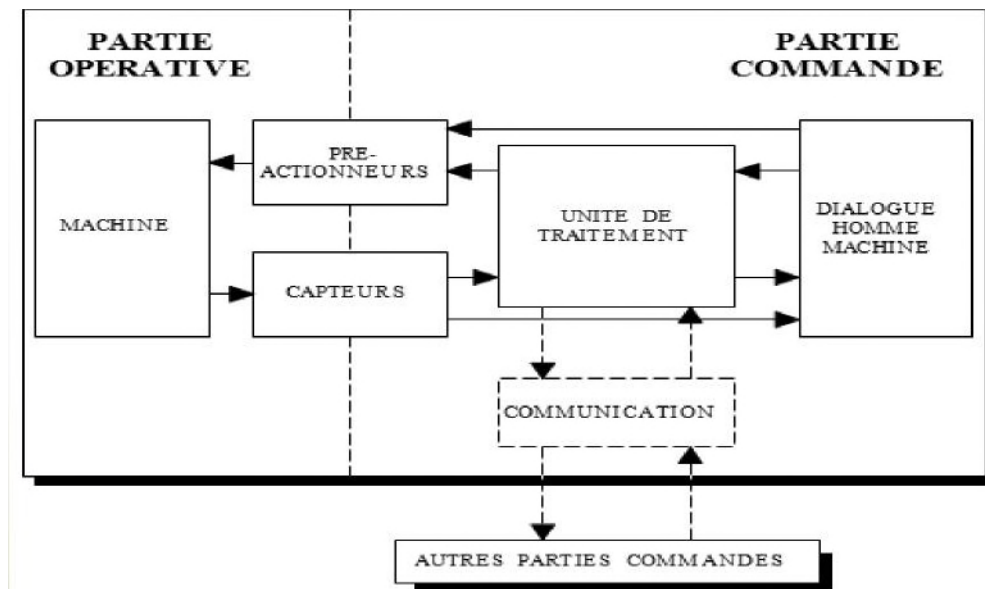 PARTIE
OPERATIVE
PARTIE
COMMANDE
PRE-
ACTIONNEURS
MACHINE
UNITE DE
TRAITEMENT
DIALOGUE
HOMME
MACHINE
CAPTEURS
COMMUNICATION
AUTRES PARTIES COMMANDES